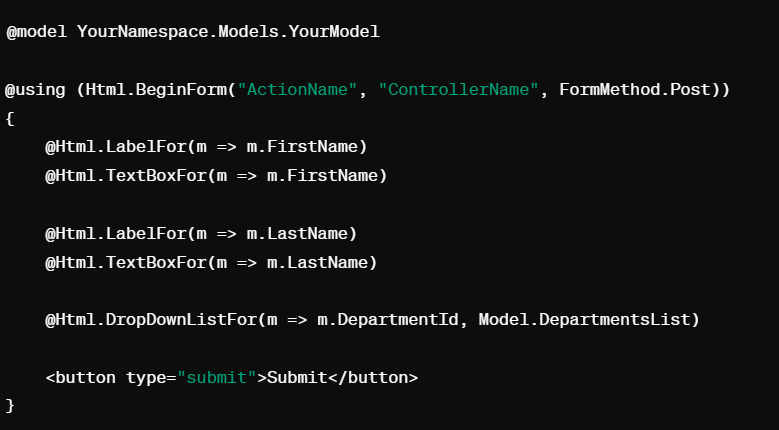 @model YourNamespace.Models.YourModel
@using (Html.BeginForm("ActionName", "ControllerName", FormMethod.Post))
{
@Html.LabelFor(m => m.FirstName)
@Html.TextBoxFor(m => m.FirstName)
@Html.LabelFor(m => m.LastName)
@Html.TextBoxFor(m => m.LastName)
@Html.DropDownListFor(m => m.DepartmentId, Model.DepartmentsList)
<button type="submit">Submit</button>
}